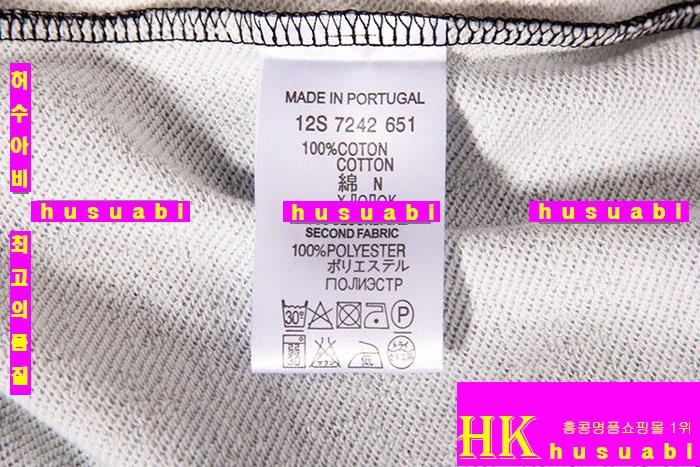 MADE IN PORTUGAL
12S 7242 651
100%COTON
COTTON
綿 N
husuabi husuabi husuabi
SECOND FABRIC
100%POLYESTER
ポリエステル
ПОЛИЭСТР
30° P
허수아비
최고의품질
HK 홍콩명품쇼핑몰 1위
husuabi